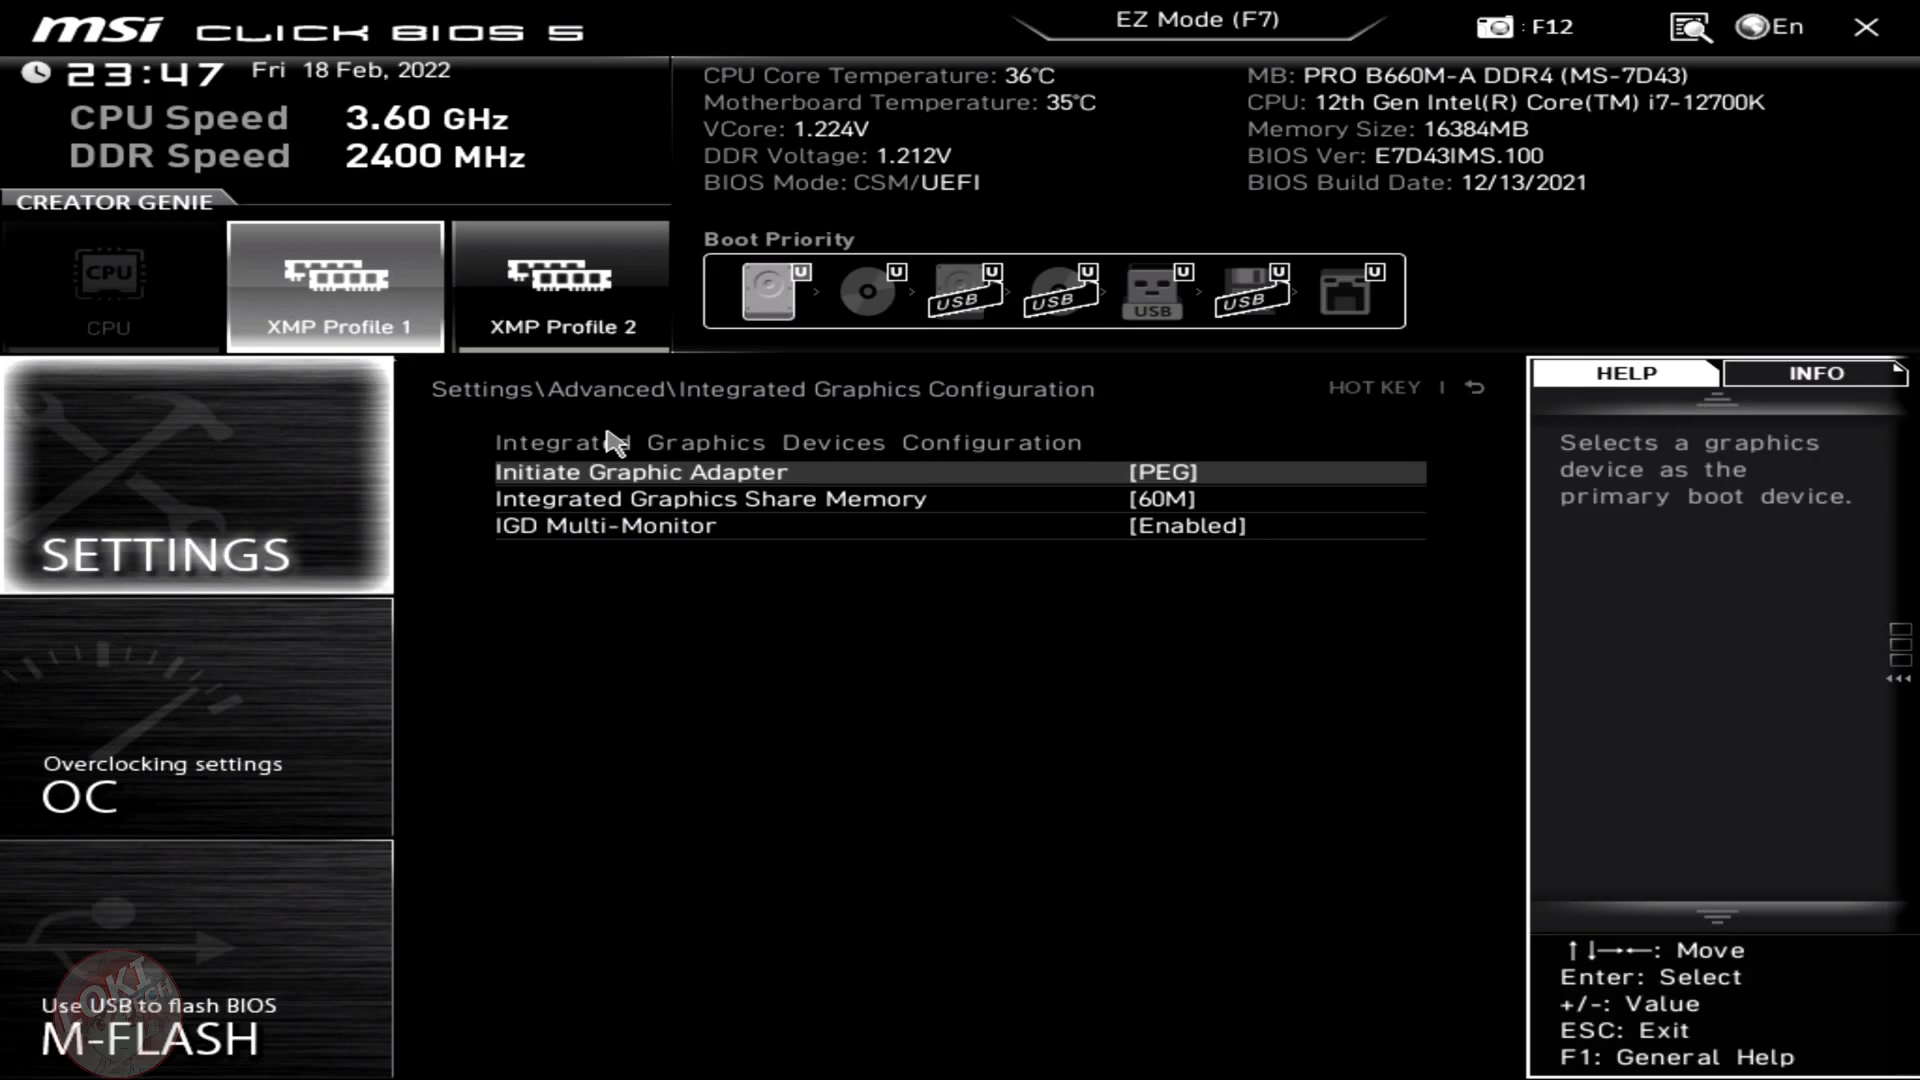 msi CLICK BIOS 5
EZ Mode (F7)
: F12
En
23:47 Fri 18 Feb, 2022
CPU Speed 3.60 GHz
DDR Speed 2400 MHz
CPU Core Temperature: 36°C
Motherboard Temperature: 35°C
VCore: 1.224V
DDR Voltage: 1.212V
BIOS Mode: CSM/UEFI
MB: PRO B660M-A DDR4 (MS-7D43)
CPU: 12th Gen Intel(R) Core(TM) i7-12700K
Memory Size: 16384MB
BIOS Ver: E7D43IMS.100
BIOS Build Date: 12/13/2021
CREATOR GENIE
CPU
CPU
XMP Profile 1
XMP Profile 2
Boot Priority
U U U U U U U
USB USB USB USB
SETTINGS
Overclocking settings
OC
Use USB to flash BIOS
M-FLASH
Settings\Advanced\Integrated Graphics Configuration
HOT KEY |
Integrated Graphics Devices Configuration
Initiate Graphic Adapter [PEG]
Integrated Graphics Share Memory [60M]
IGD Multi-Monitor [Enabled]
HELP
INFO
Selects a graphics
device as the
primary boot device.
↑↓→←: Move
Enter: Select
+/-: Value
ESC: Exit
F1: General Help